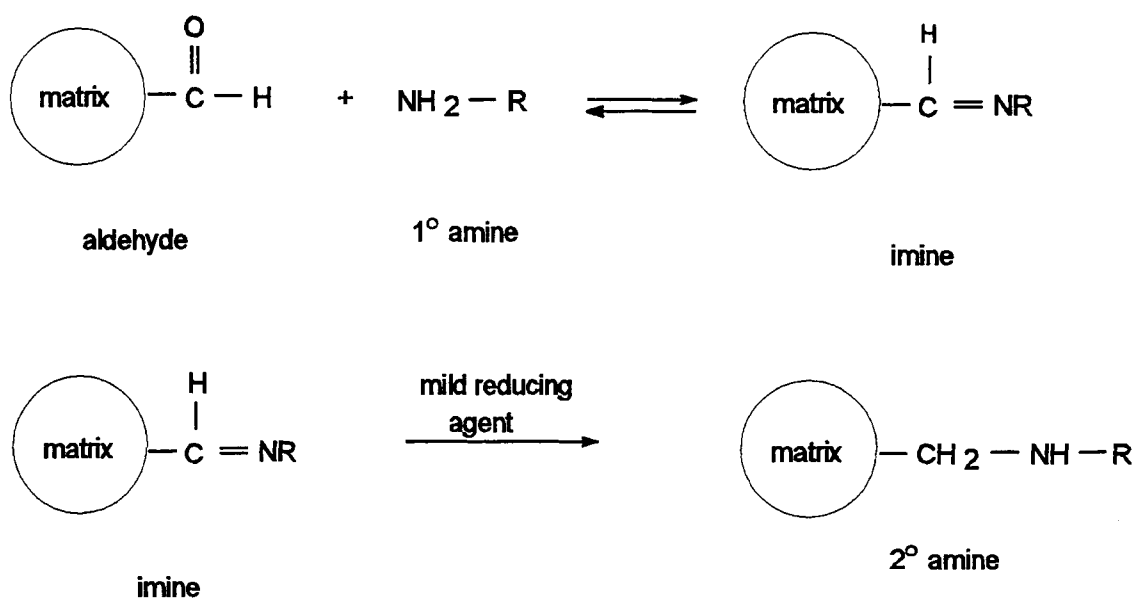 O
||
matrix — C — H + NH2 — R ⇌ matrix — C = NR
H
|
aldehyde
1° amine
imine
H
|
matrix — C = NR
mild reducing
agent
matrix — CH2 — NH — R
imine
2° amine